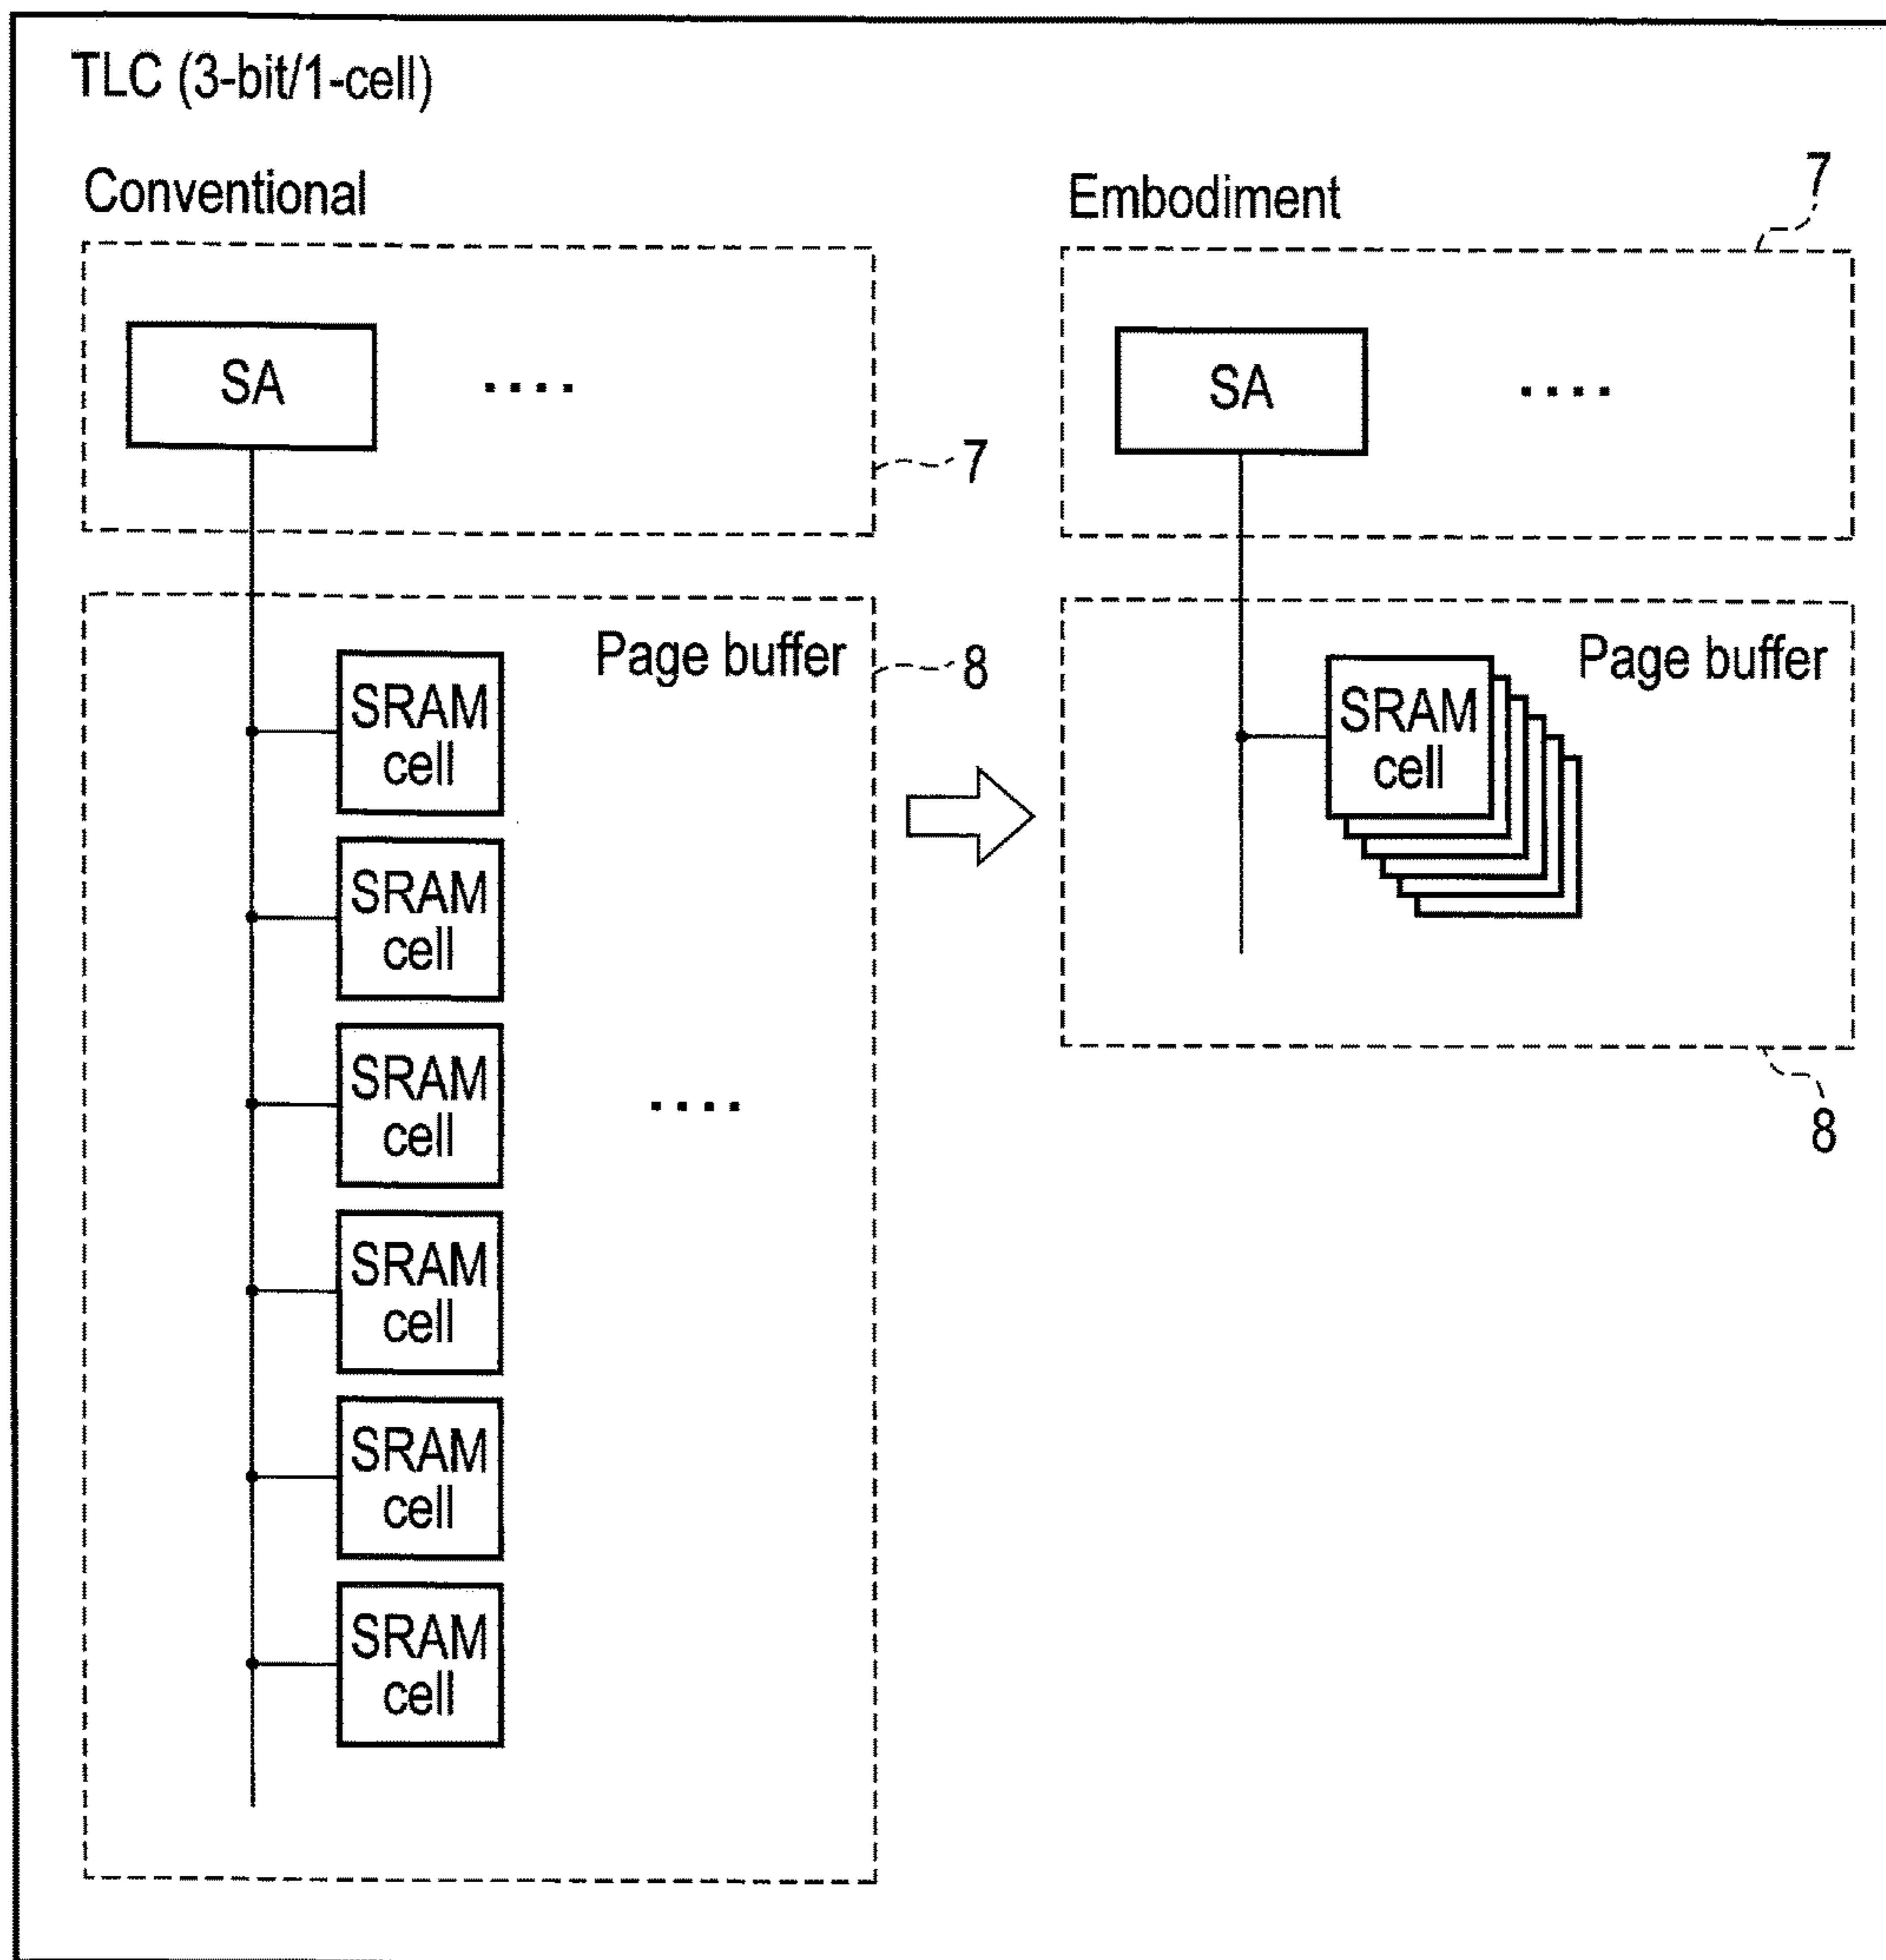 TLC (3-bit/1-cell)
Conventional
SA
....
7
Page buffer
8
SRAM
cell
SRAM
cell
SRAM
cell
....
SRAM
cell
SRAM
cell
SRAM
cell
Embodiment
7
SA
....
Page buffer
SRAM
cell
8